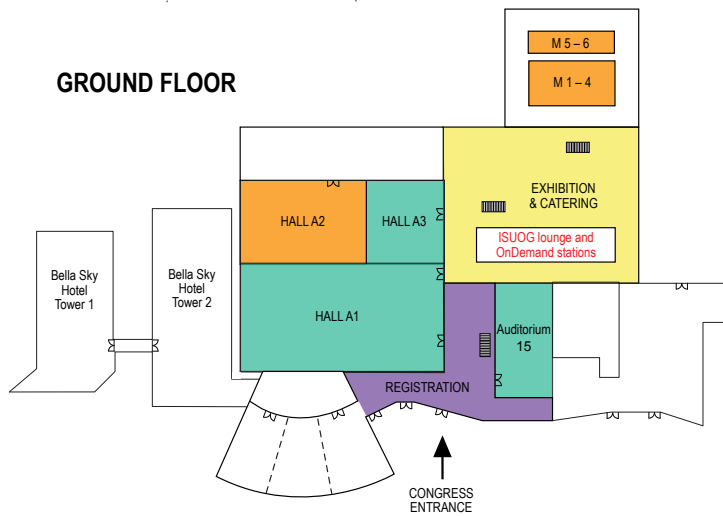 M 5 – 6
M 1 – 4
GROUND FLOOR
EXHIBITION
& CATERING
HALL A2
HALL A3
ISUOG lounge and
OnDemand stations
Bella Sky
Hotel
Tower 1
Bella Sky
Hotel
Tower 2
HALL A1
Auditorium
15
REGISTRATION
CONGRESS
ENTRANCE